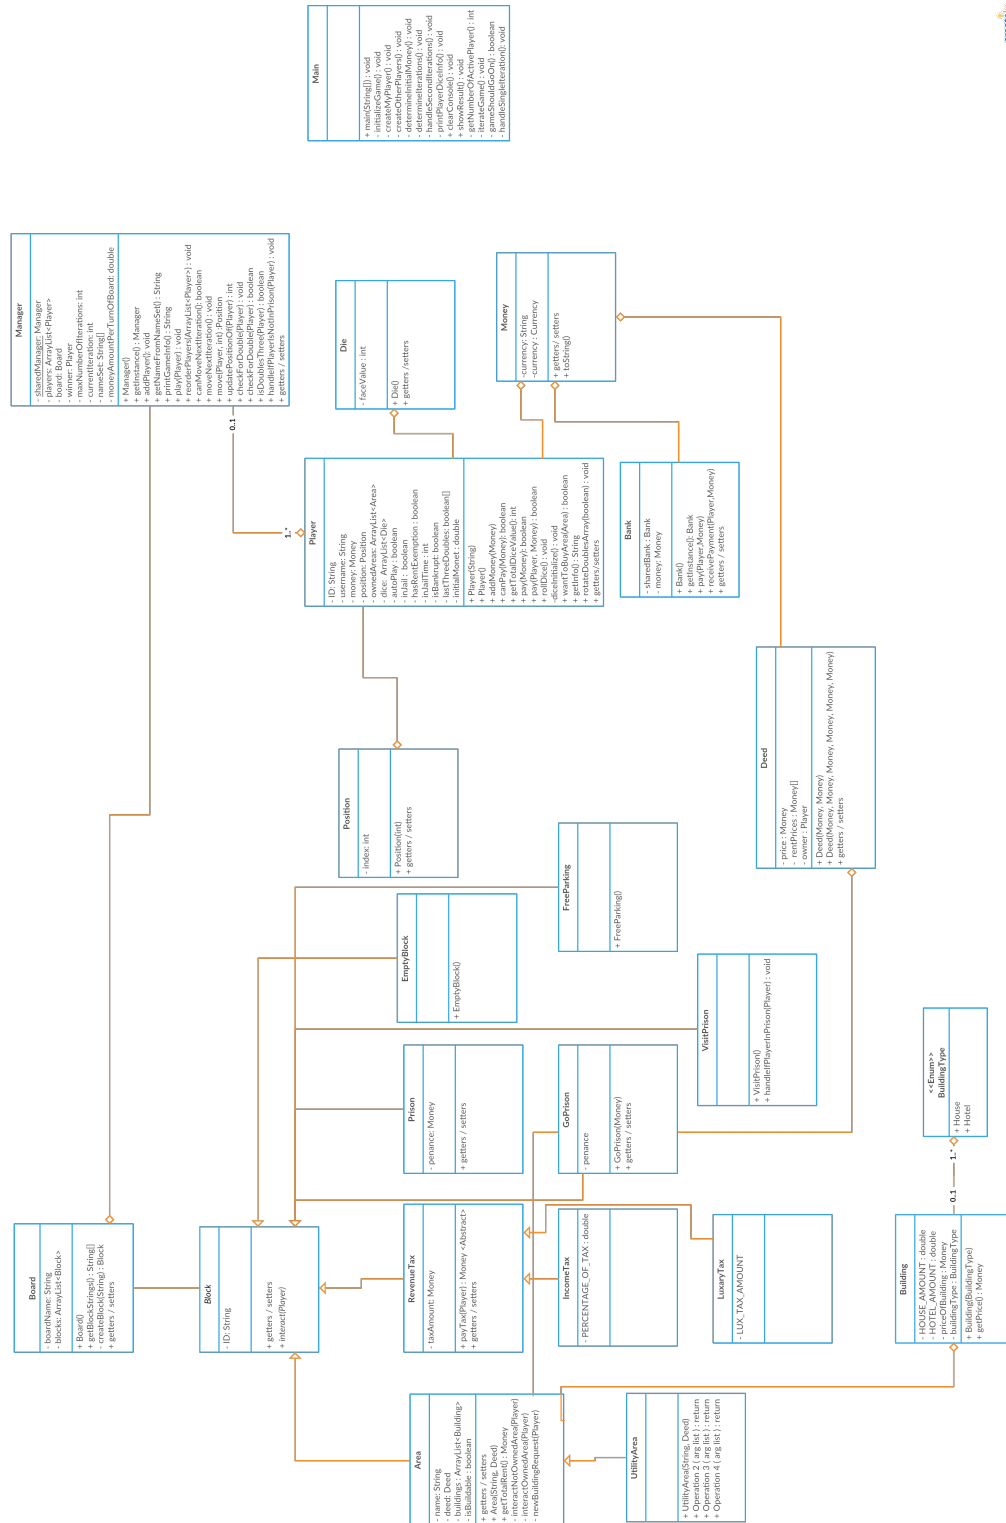 Main
+ main(String[]) : void
- initializeGame() : void
- createMyPlayer() : void
- createOtherPlayers() : void
- determineInitialMoney() : void
- determineIterations() : void
- handleSecondIterations() : void
- printPlayerDiceInfo() : void
+ clearConsole() : void
+ showResult() : void
- getNumberOfActivePlayer() : int
- iterateGame() : void
- gameShouldGoOn() : boolean
- handleSingleIteration(): void
Manager
- sharedManager: Manager
- players: ArrayList<Player>
- board: Board
- winner: Player
- maxNumberOfIterations: int
- currentIteration: int
- nameSet: String[]
- moneyAmountPerTurnOfBoard: double
+ Manager()
+ getInstance() : Manager
+ addPlayer(): void
+ getNameFromNameSet() : String
+ printGameInfo() : String
+ play(Player) : void
+ reorderPlayers(ArrayList<Player>) : void
+ canMoveNextIteration(): boolean
+ moveNextIteration() : void
+ move(Player, int) :Position
+ updatePositionOf(Player) : int
+ checkForDouble(Player) : void
+ checkForDouble(Player) : boolean
+ isDoublesThree(Player) : boolean
+ handleIfPlayerIsNotInPrison(Player) : void
+ getters / setters
0..1
1..*
Die
- faceValue : int
+ Die()
+ getters /setters
Money
-currency: String
-currency : Currency
+ getters/ setters
+ toString()
Player
- ID: String
- username: String
- money: Money
- position: Position
- ownedAreas: ArrayList<Area>
- dice: ArrayList<Die>
- autoPlay : boolean
- inJail : boolean
- hasRentExemption : boolean
- inJailTime : int
- isBankrupt: boolean
- lastThreeDoubles: boolean[]
- initialMonet : double
+ Player(String)
+ Player()
+ addMoney(Money)
+ canPay(Money): boolean
+ getTotalDiceValue(): int
+ pay(Money): boolean
+ pay(Player, Money) : boolean
+ rollDice() : void
-diceInitialize() : void
+ wantToBuyArea(Area) : boolean
+ getInfo() : String
+ rotateDoublesArray(boolean) : void
+ getters/setters
Bank
- sharedBank : Bank
- money: Money
+ Bank()
+ getInstance(): Bank
+ pay(Player,Money)
+ receivePayment(Player,Money)
+ getters / setters
Deed
- price : Money
- rentPrices : Money[]
- owner : Player
+ Deed(Money, Money)
+ Deed(Money, Money, Money, Money, Money)
+ getters / setters
Position
- index: int
+ Position(int)
+ getters / setters
FreeParking
+ FreeParking()
EmptyBlock
+ EmptyBlock()
VisitPrison
+ VisitPrison()
+ handleIfPlayerInPrison(Player) : void
<<Enum>>
BuildingType
+ House
+ Hotel
1..*
0..1
Prison
- penance: Money
+ getters / setters
GoPrison
- penance
+ GoPrison(Money)
+ getters / setters
Board
- boardName: String
- blocks: ArrayList<Block>
+ Board()
+ getBlockStrings() : String[]
- createBlock(String) : Block
+ getters / setters
Block
- ID: String
+ getters / setters
+ interact(Player)
RevenueTax
- taxAmount: Money
+ payTax(Player) : Money <Abstract>
+ getters / setters
IncomeTax
- PERCENTAGE_OF_TAX : double
LuxaryTax
- LUX_TAX_AMOUNT
Building
- HOUSE_AMOUNT : double
- HOTEL_AMOUNT : double
- priceOfBuilding : Money
- buildingType : BuildingType
+ Building(BuildingType)
+ getPrice() : Money
Area
- name: String
- deed: Deed
- buildings : ArrayList<Building>
- isBuildable : boolean
+ getters / setters
+ Area(String, Deed)
+ getTotalRent() : Money
- interactNotOwnedArea(Player)
- interactOwnedArea(Player)
- newBuildingRequest(Player)
UtilityArea
+ UtilityArea(String, Deed)
+ Operation 2 ( arg list ) : return
+ Operation 3 ( arg list ) : return
+ Operation 4 ( arg list ) : return